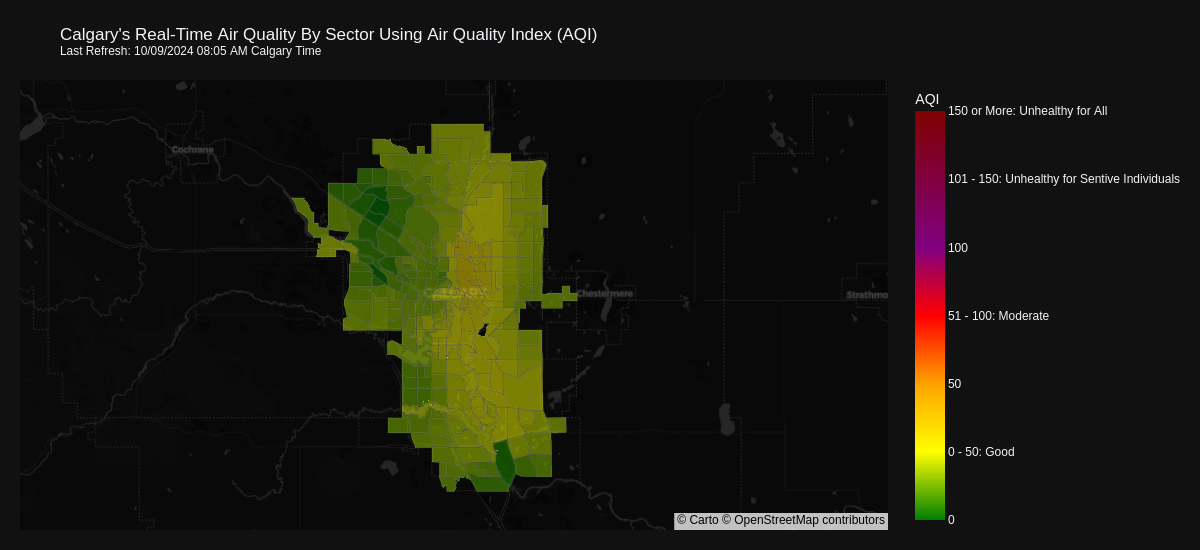 Calgary's Real-Time Air Quality By Sector Using Air Quality Index (AQI)
Last Refresh: 10/09/2024 08:05 AM Calgary Time
AQI
150 or More: Unhealthy for All
101 - 150: Unhealthy for Sentive Individuals
100
51 - 100: Moderate
50
0 - 50: Good
0
Cochrane
Chestermere
Strathmo
© Carto © OpenStreetMap contributors